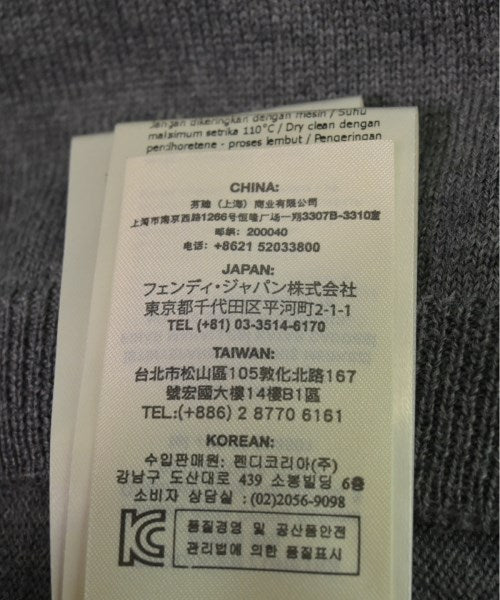 Jangan dikeringkan dengan mesin / Suhu
maksimum setrika 110°C / Dry clean dengan
perchloretene - proses lembut / Pengeringan
CHINA:
芬迪（上海）商业有限公司
上海市南京西路1266号恒隆广场一期3307B-3310室
邮编: 200040
电话: +8621 52033800
JAPAN:
フェンディ・ジャパン株式会社
東京都千代田区平河町2-1-1
TEL (+81) 03-3514-6170
TAIWAN:
台北市松山區105敦化北路167
號宏國大樓14樓B1區
TEL:(+886) 2 8770 6161
KOREAN:
수입판매원: 펜디코리아(주)
강남구 도산대로 439 소봉빌딩 6층
소비자 상담실 :(02)2056-9098
품질경영 및 공산품안전
관리법에 의한 품질표시